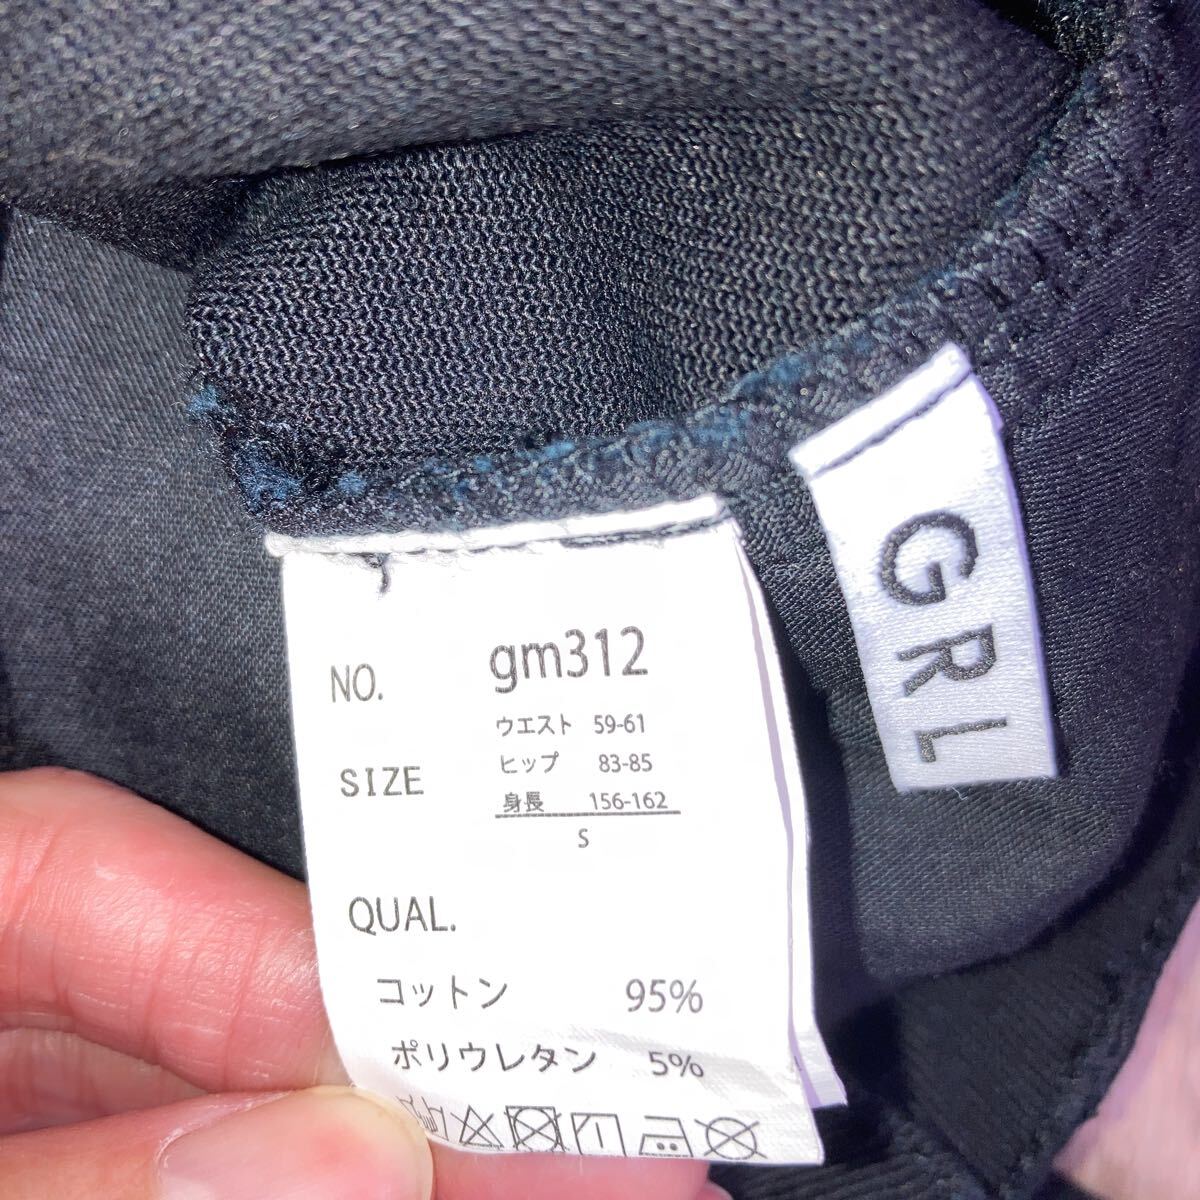 NO. gm312
ウエスト 59-61
SIZE ヒップ 83-85
身長 156-162
S
QUAL.
コットン 95%
ポリウレタン 5%
GRL